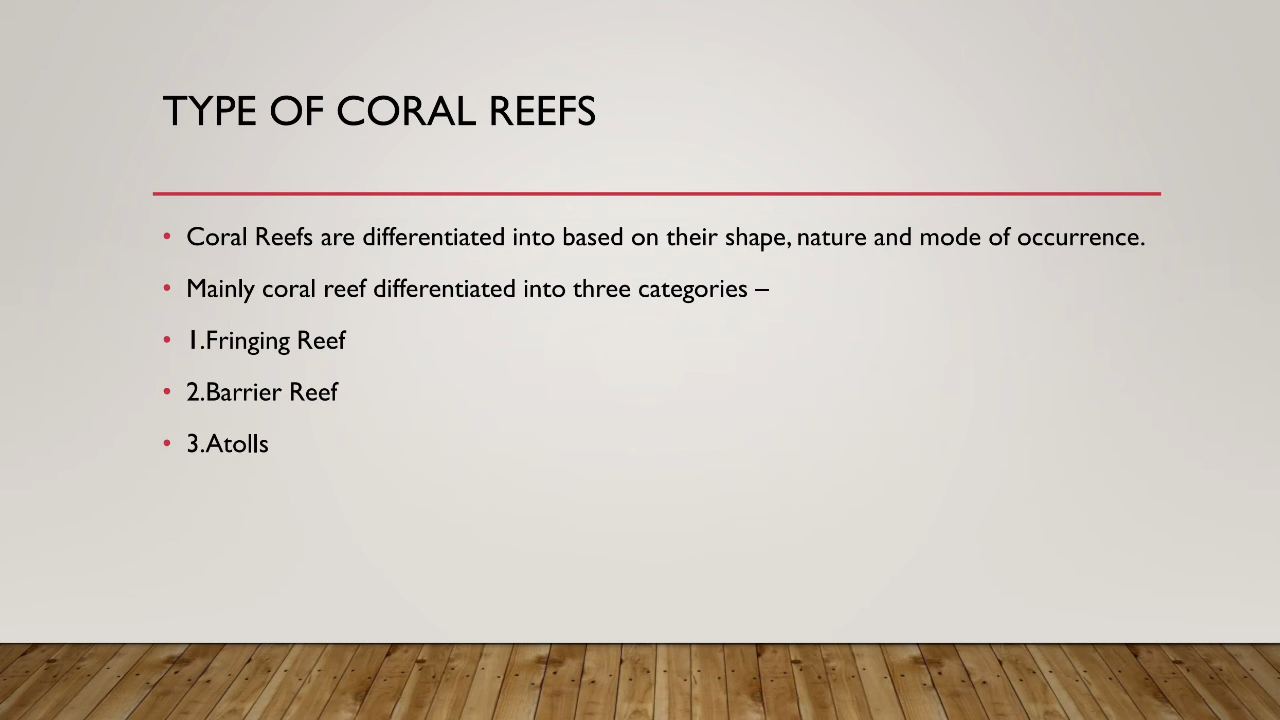 TYPE OF CORAL REEFS
• Coral Reefs are differentiated into based on their shape, nature and mode of occurrence.
• Mainly coral reef differentiated into three categories –
• 1.Fringing Reef
• 2.Barrier Reef
• 3.Atolls